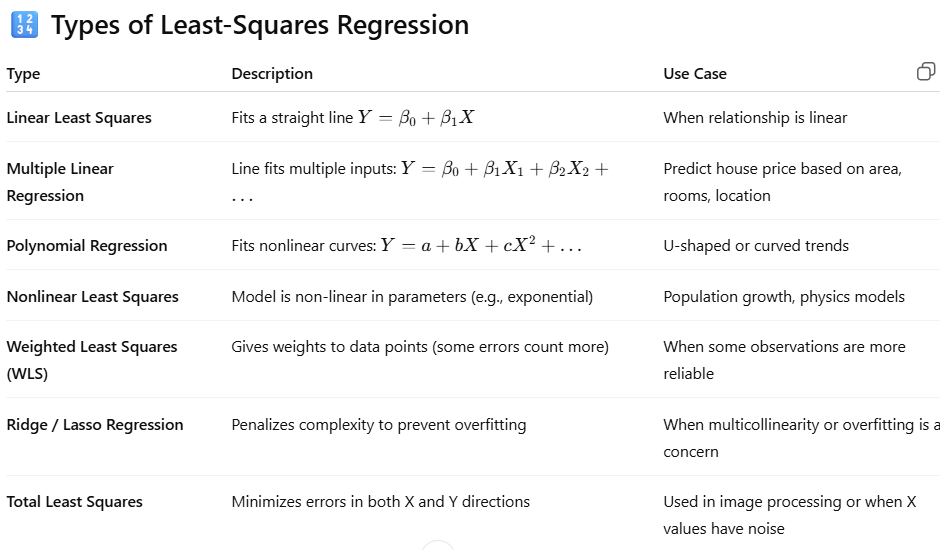 🔢 Types of Least-Squares Regression
Type Description Use Case
Linear Least Squares Fits a straight line Y = β₀ + β₁X When relationship is linear
Multiple Linear Line fits multiple inputs: Y = β₀ + β₁X₁ + β₂X₂ + Predict house price based on area,
Regression ... rooms, location
Polynomial Regression Fits nonlinear curves: Y = a + bX + cX² + ... U-shaped or curved trends
Nonlinear Least Squares Model is non-linear in parameters (e.g., exponential) Population growth, physics models
Weighted Least Squares Gives weights to data points (some errors count more) When some observations are more
(WLS) reliable
Ridge / Lasso Regression Penalizes complexity to prevent overfitting When multicollinearity or overfitting is a
concern
Total Least Squares Minimizes errors in both X and Y directions Used in image processing or when X
values have noise